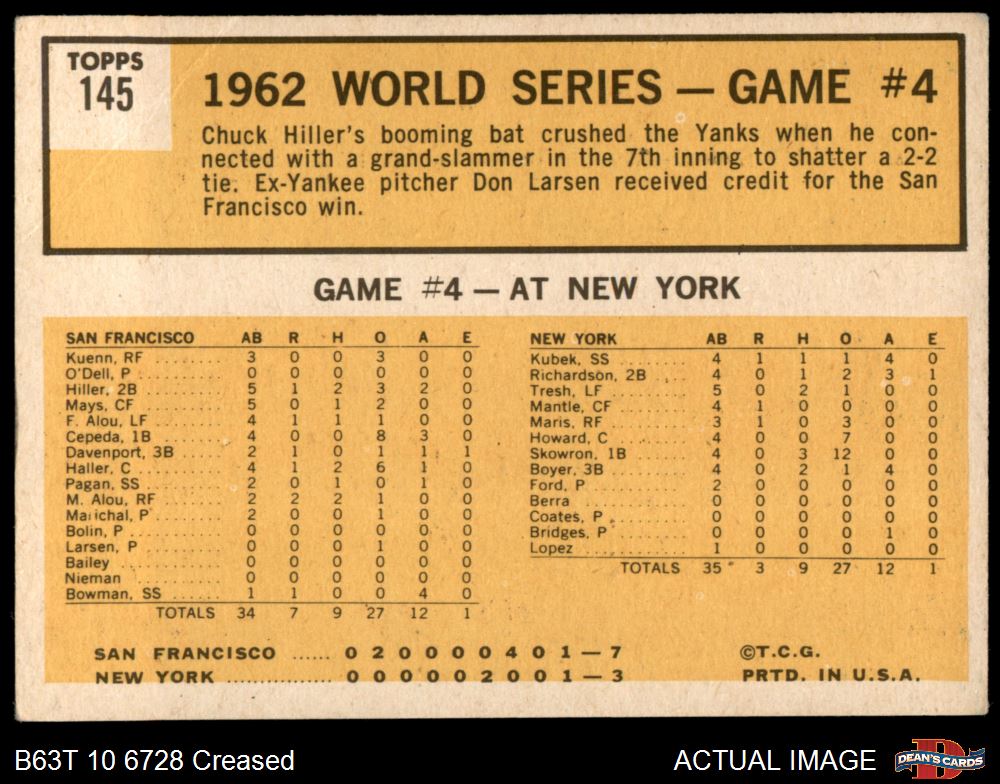 TOPPS
145
1962 WORLD SERIES — GAME #4
Chuck Hiller's booming bat crushed the Yanks when he con-
nected with a grand-slammer in the 7th inning to shatter a 2-2
tie. Ex-Yankee pitcher Don Larsen received credit for the San
Francisco win.
GAME #4 — AT NEW YORK
SAN FRANCISCO AB R H O A E
Kuenn, RF ........ 3 0 0 3 0 0
O'Dell, P ........ 0 0 0 0 0 0
Hiller, 2B ........ 5 1 2 3 2 0
Mays, CF ........ 5 0 1 2 0 0
F. Alou, LF ...... 4 1 1 1 0 0
Cepeda, 1B ...... 4 0 0 8 3 0
Davenport, 3B .... 2 1 0 1 1 1
Haller, C ........ 4 1 2 6 1 0
Pagan, SS ........ 2 0 1 0 1 0
M. Alou, RF ...... 2 2 2 1 0 0
Marichal, P ....... 2 0 0 1 0 0
Bolin, P ......... 0 0 0 0 0 0
Larsen, P ........ 0 0 0 1 0 0
Bailey ........... 0 0 0 0 0 0
Nieman .......... 0 0 0 0 0 0
Bowman, SS ...... 1 1 0 0 4 0
TOTALS 34 7 9 27 12 1
NEW YORK AB R H O A E
Kubek, SS ........ 4 1 1 1 4 0
Richardson, 2B .... 4 0 1 2 3 1
Tresh, LF ........ 5 0 2 1 0 0
Mantle, CF ....... 4 1 0 0 0 0
Maris, RF ........ 3 1 0 3 0 0
Howard, C ....... 4 0 0 7 0 0
Skowron, 1B ...... 4 0 3 12 0 0
Boyer, 3B ........ 4 0 2 1 4 0
Ford, P .......... 2 0 0 0 0 0
Berra ........... 0 0 0 0 0 0
Coates, P ........ 0 0 0 0 0 0
Bridges, P ....... 0 0 0 0 1 0
Lopez ........... 1 0 0 0 0 0
TOTALS 35 3 9 27 12 1
SAN FRANCISCO ...... 0 2 0 0 0 0 4 0 1 — 7
NEW YORK ............... 0 0 0 0 0 2 0 0 1 — 3
©T.C.G.
PRTD. IN U.S.A.
B63T 10 6728 Creased
ACTUAL IMAGE
D
DEAN'S CARDS